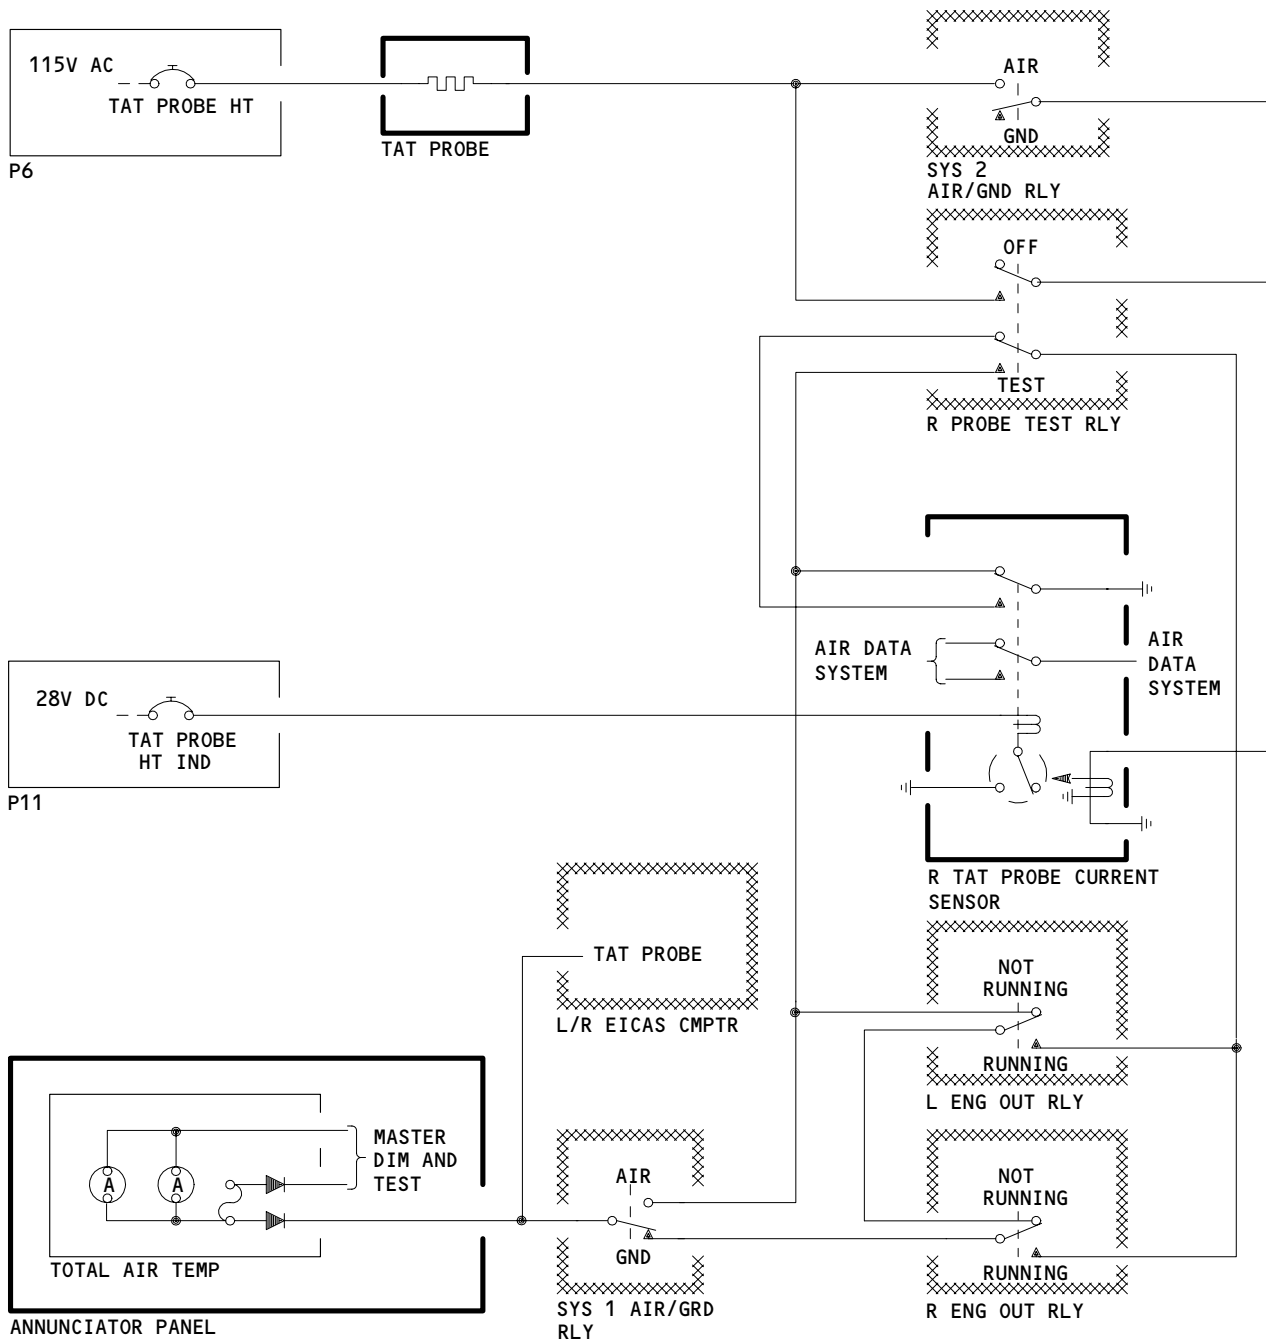 115V AC
TAT PROBE HT
P6
TAT PROBE
AIR
GND
SYS 2
AIR/GND RLY
OFF
TEST
R PROBE TEST RLY
AIR DATA
SYSTEM
AIR
DATA
SYSTEM
28V DC
TAT PROBE
HT IND
P11
R TAT PROBE CURRENT
SENSOR
TAT PROBE
L/R EICAS CMPTR
NOT
RUNNING
RUNNING
L ENG OUT RLY
MASTER
DIM AND
TEST
A
A
TOTAL AIR TEMP
ANNUNCIATOR PANEL
AIR
GND
SYS 1 AIR/GRD
RLY
NOT
RUNNING
RUNNING
R ENG OUT RLY